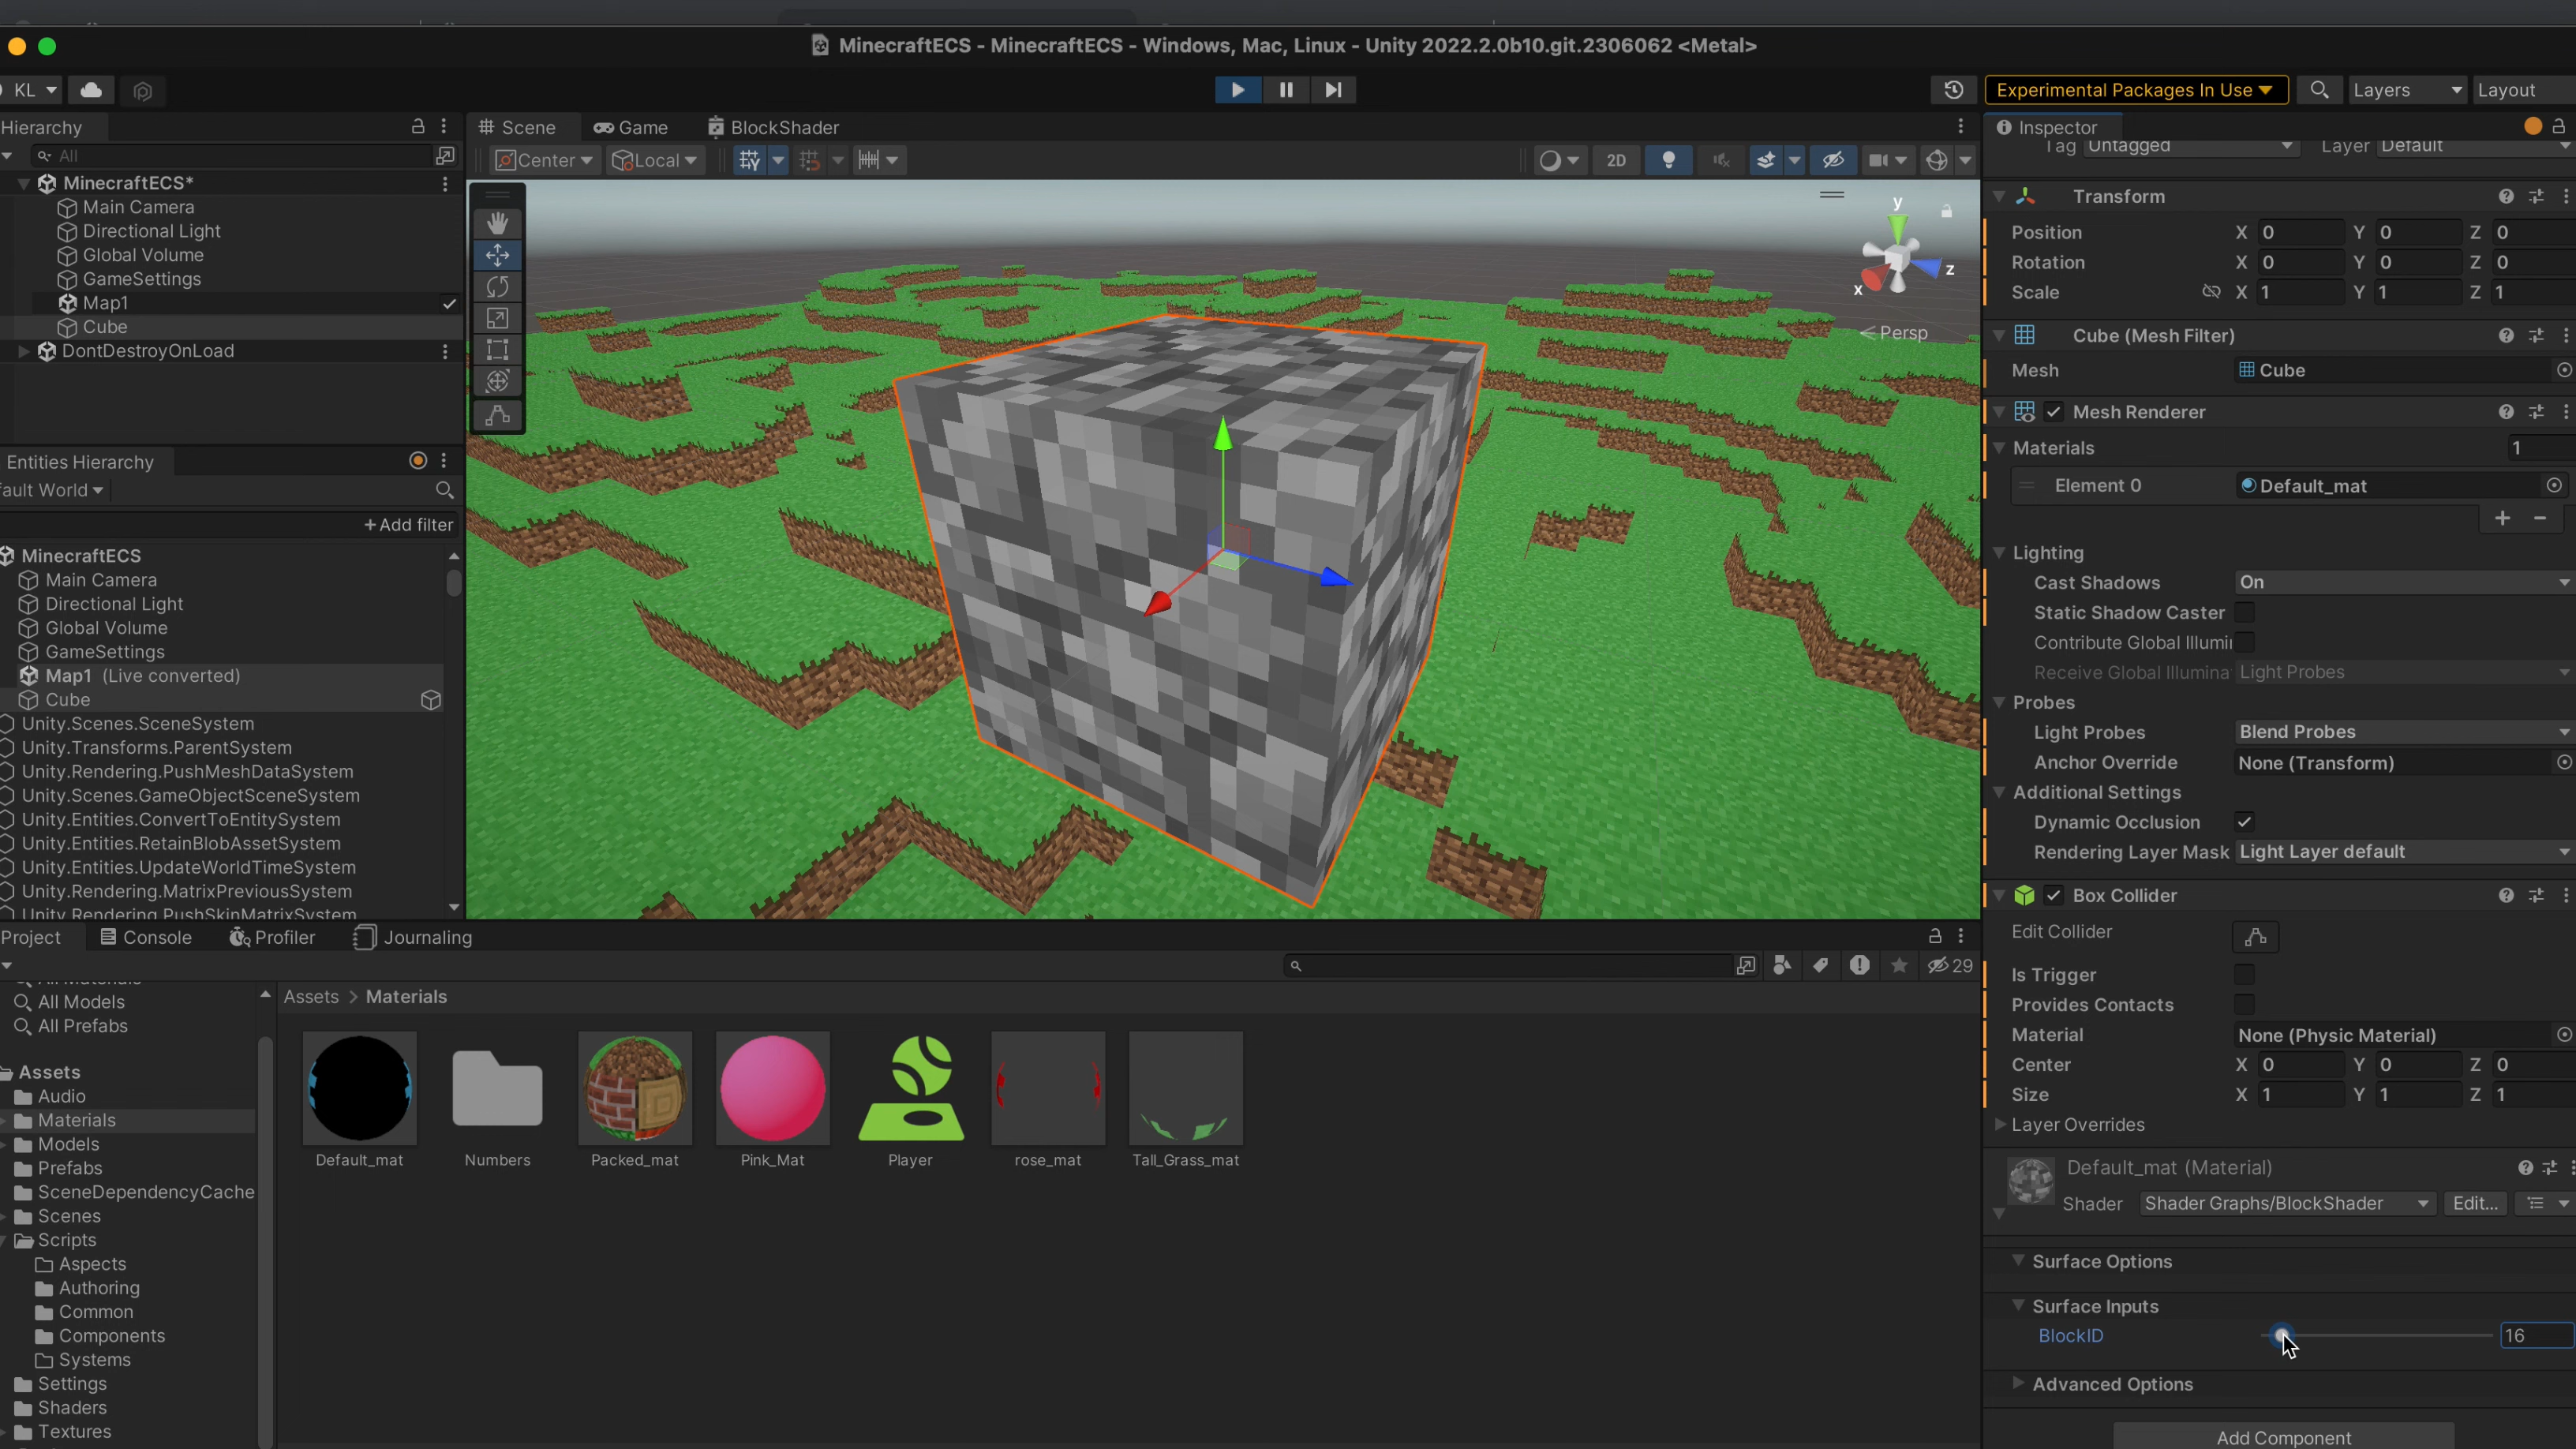 MinecraftECS - MinecraftECS - Windows, Mac, Linux - Unity 2022.2.0b10.git.2306062 <Metal>
KL
Experimental Packages In Use
Layers
Layout
Hierarchy
All
MinecraftECS*
Main Camera
Directional Light
Global Volume
GameSettings
Map1
Cube
DontDestroyOnLoad
Entities Hierarchy
fault World
+ Add filter
MinecraftECS
Main Camera
Directional Light
Global Volume
GameSettings
Map1 (Live converted)
Cube
Unity.Scenes.SceneSystem
Unity.Transforms.ParentSystem
Unity.Rendering.PushMeshDataSystem
Unity.Scenes.GameObjectSceneSystem
Unity.Entities.ConvertToEntitySystem
Unity.Entities.RetainBlobAssetSystem
Unity.Entities.UpdateWorldTimeSystem
Unity.Rendering.MatrixPreviousSystem
Unity.Rendering.PushSkinMatrixSystem
Scene
Game
BlockShader
Center
Local
2D
y
z
x
Persp
Inspector
Tag Untagged
Layer Default
Transform
Position X 0 Y 0 Z 0
Rotation X 0 Y 0 Z 0
Scale X 1 Y 1 Z 1
Cube (Mesh Filter)
Mesh Cube
Mesh Renderer
Materials 1
Element 0 Default_mat
+ −
Lighting
Cast Shadows On
Static Shadow Caster
Contribute Global Illumi
Receive Global Illumina Light Probes
Probes
Light Probes Blend Probes
Anchor Override None (Transform)
Additional Settings
Dynamic Occlusion
Rendering Layer Mask Light Layer default
Box Collider
Edit Collider
Is Trigger
Provides Contacts
Material None (Physic Material)
Center X 0 Y 0 Z 0
Size X 1 Y 1 Z 1
Layer Overrides
Default_mat (Material)
Shader Shader Graphs/BlockShader Edit...
Surface Options
Surface Inputs
BlockID 16
Advanced Options
Add Component
Project
Console
Profiler
Journaling
29
All Materials
All Models
All Prefabs
Assets
Audio
Materials
Models
Prefabs
SceneDependencyCache
Scenes
Scripts
Aspects
Authoring
Common
Components
Systems
Settings
Shaders
Textures
Assets > Materials
Default_mat
Numbers
Packed_mat
Pink_Mat
Player
rose_mat
Tall_Grass_mat